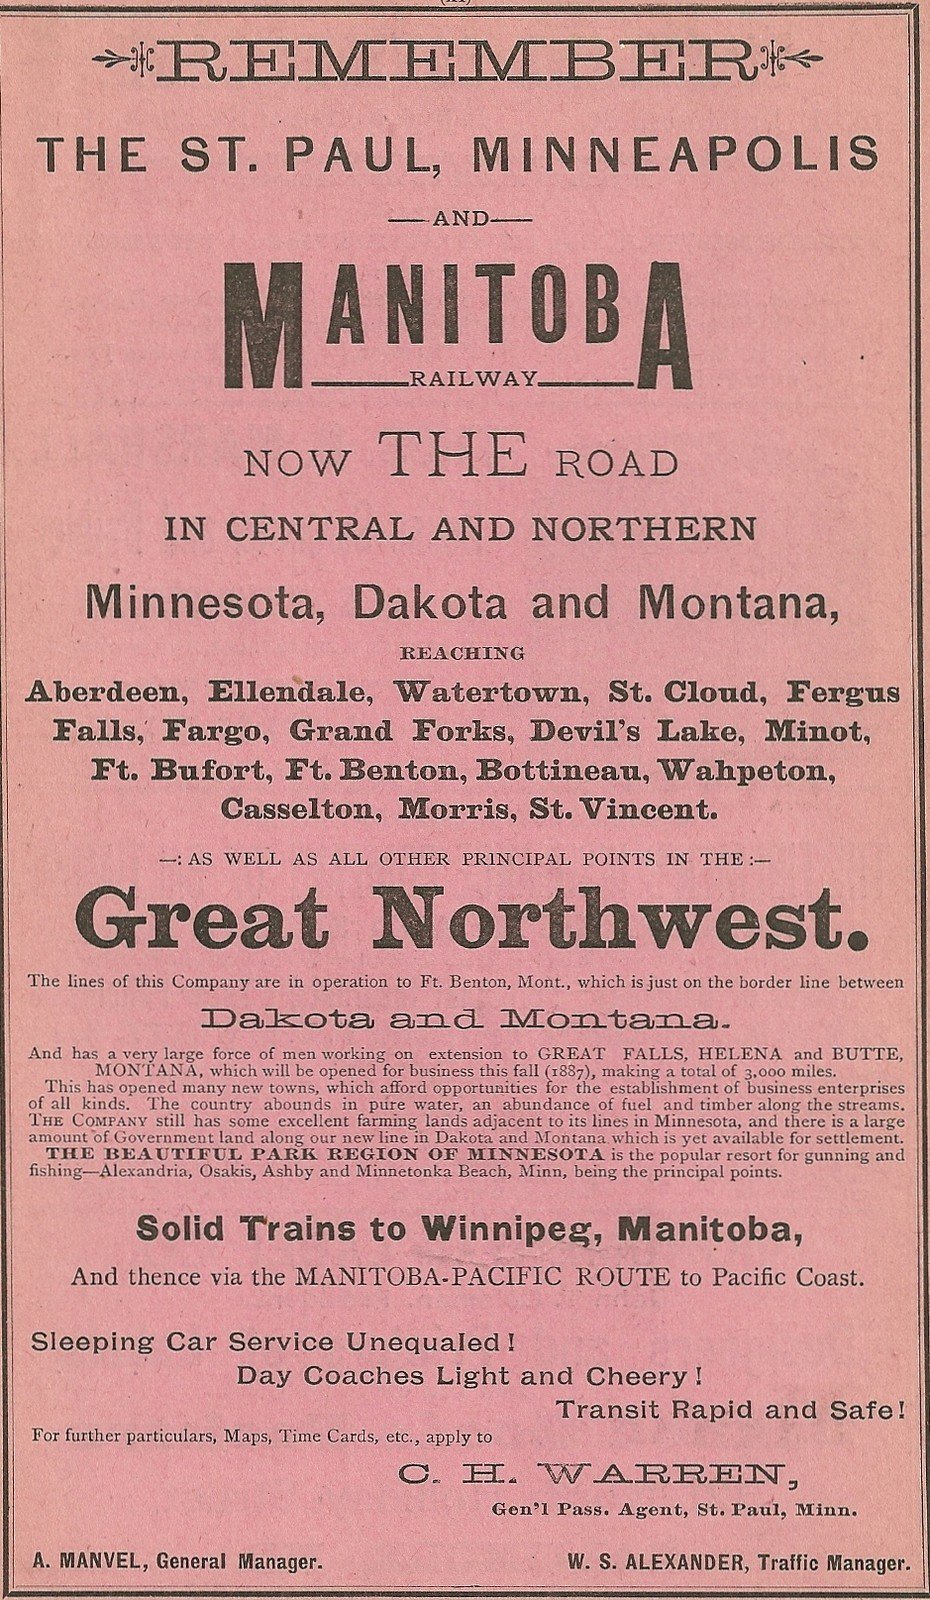 REMEMBER
THE ST. PAUL, MINNEAPOLIS
—AND—
MANITOBA
RAILWAY
NOW THE ROAD
IN CENTRAL AND NORTHERN
Minnesota, Dakota and Montana,
REACHING
Aberdeen, Ellendale, Watertown, St. Cloud, Fergus
Falls, Fargo, Grand Forks, Devil's Lake, Minot,
Ft. Bufort, Ft. Benton, Bottineau, Wahpeton,
Casselton, Morris, St. Vincent.
—: AS WELL AS ALL OTHER PRINCIPAL POINTS IN THE :—
Great Northwest.
The lines of this Company are in operation to Ft. Benton, Mont., which is just on the border line between
Dakota and Montana.
And has a very large force of men working on extension to GREAT FALLS, HELENA and BUTTE,
MONTANA, which will be opened for business this fall (1887), making a total of 3,000 miles.
This has opened many new towns, which afford opportunities for the establishment of business enterprises
of all kinds. The country abounds in pure water, an abundance of fuel and timber along the streams.
THE COMPANY still has some excellent farming lands adjacent to its lines in Minnesota, and there is a large
amount of Government land along our new line in Dakota and Montana which is yet available for settlement.
THE BEAUTIFUL PARK REGION OF MINNESOTA is the popular resort for gunning and
fishing—Alexandria, Osakis, Ashby and Minnetonka Beach, Minn, being the principal points.
Solid Trains to Winnipeg, Manitoba,
And thence via the MANITOBA-PACIFIC ROUTE to Pacific Coast.
Sleeping Car Service Unequaled!
Day Coaches Light and Cheery!
Transit Rapid and Safe!
For further particulars, Maps, Time Cards, etc., apply to
C. H. WARREN,
Gen'l Pass. Agent, St. Paul, Minn.
A. MANVEL, General Manager.
W. S. ALEXANDER, Traffic Manager.